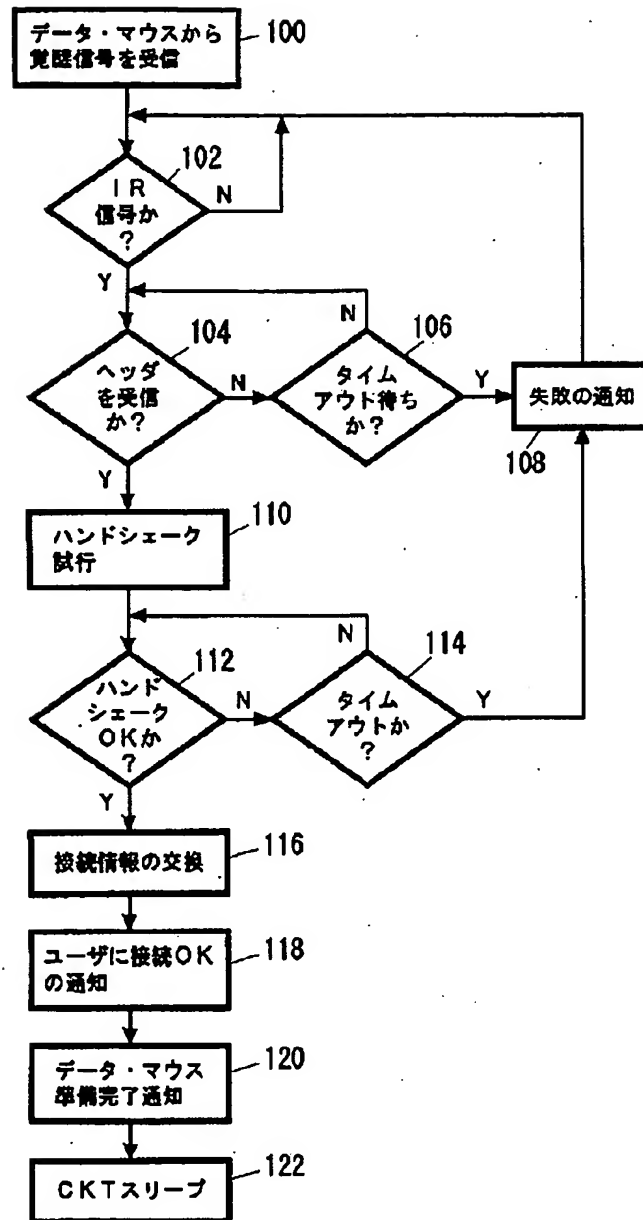 データ・マウスから
覚醒信号を受信
100
102
IR
信号か
?
N
Y
104
ヘッダ
を受信
か?
N
Y
106
タイム
アウト待ち
か?
N
Y
失敗の通知
108
110
ハンドシェーク
試行
112
ハンド
シェーク
OKか
?
N
Y
114
タイム
アウトか
?
N
Y
接続情報の交換
116
ユーザに接続OK
の通知
118
データ・マウス
準備完了通知
120
CKTスリープ
122